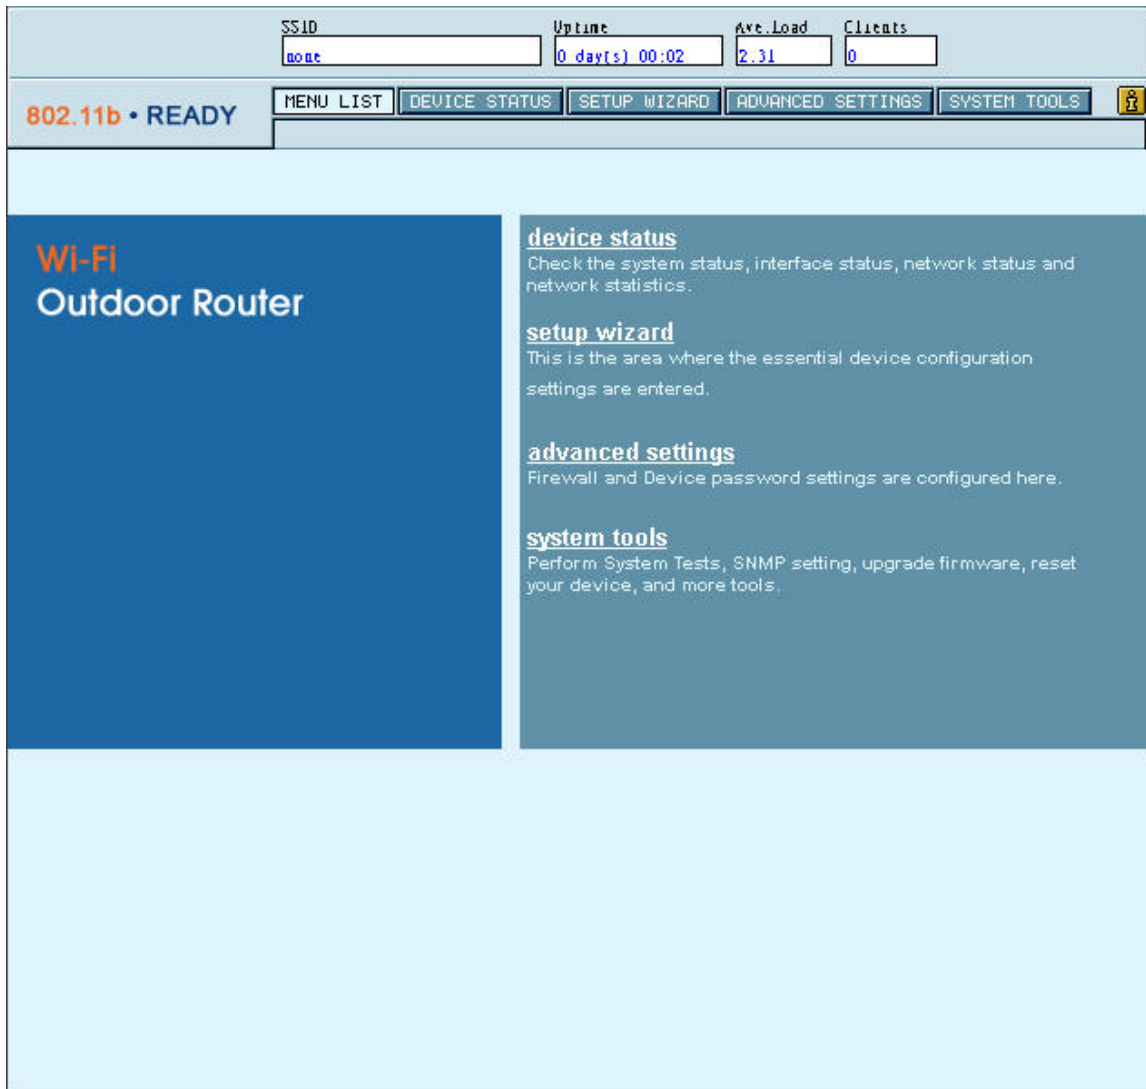 SSID Uptime Ave.Load Clients
none 0 day(s) 00:02 2.31 0
802.11b • READY
MENU LIST DEVICE STATUS SETUP WIZARD ADVANCED SETTINGS SYSTEM TOOLS
Wi-Fi
Outdoor Router
device status
Check the system status, interface status, network status and
network statistics.
setup wizard
This is the area where the essential device configuration
settings are entered.
advanced settings
Firewall and Device password settings are configured here.
system tools
Perform System Tests, SNMP setting, upgrade firmware, reset
your device, and more tools.